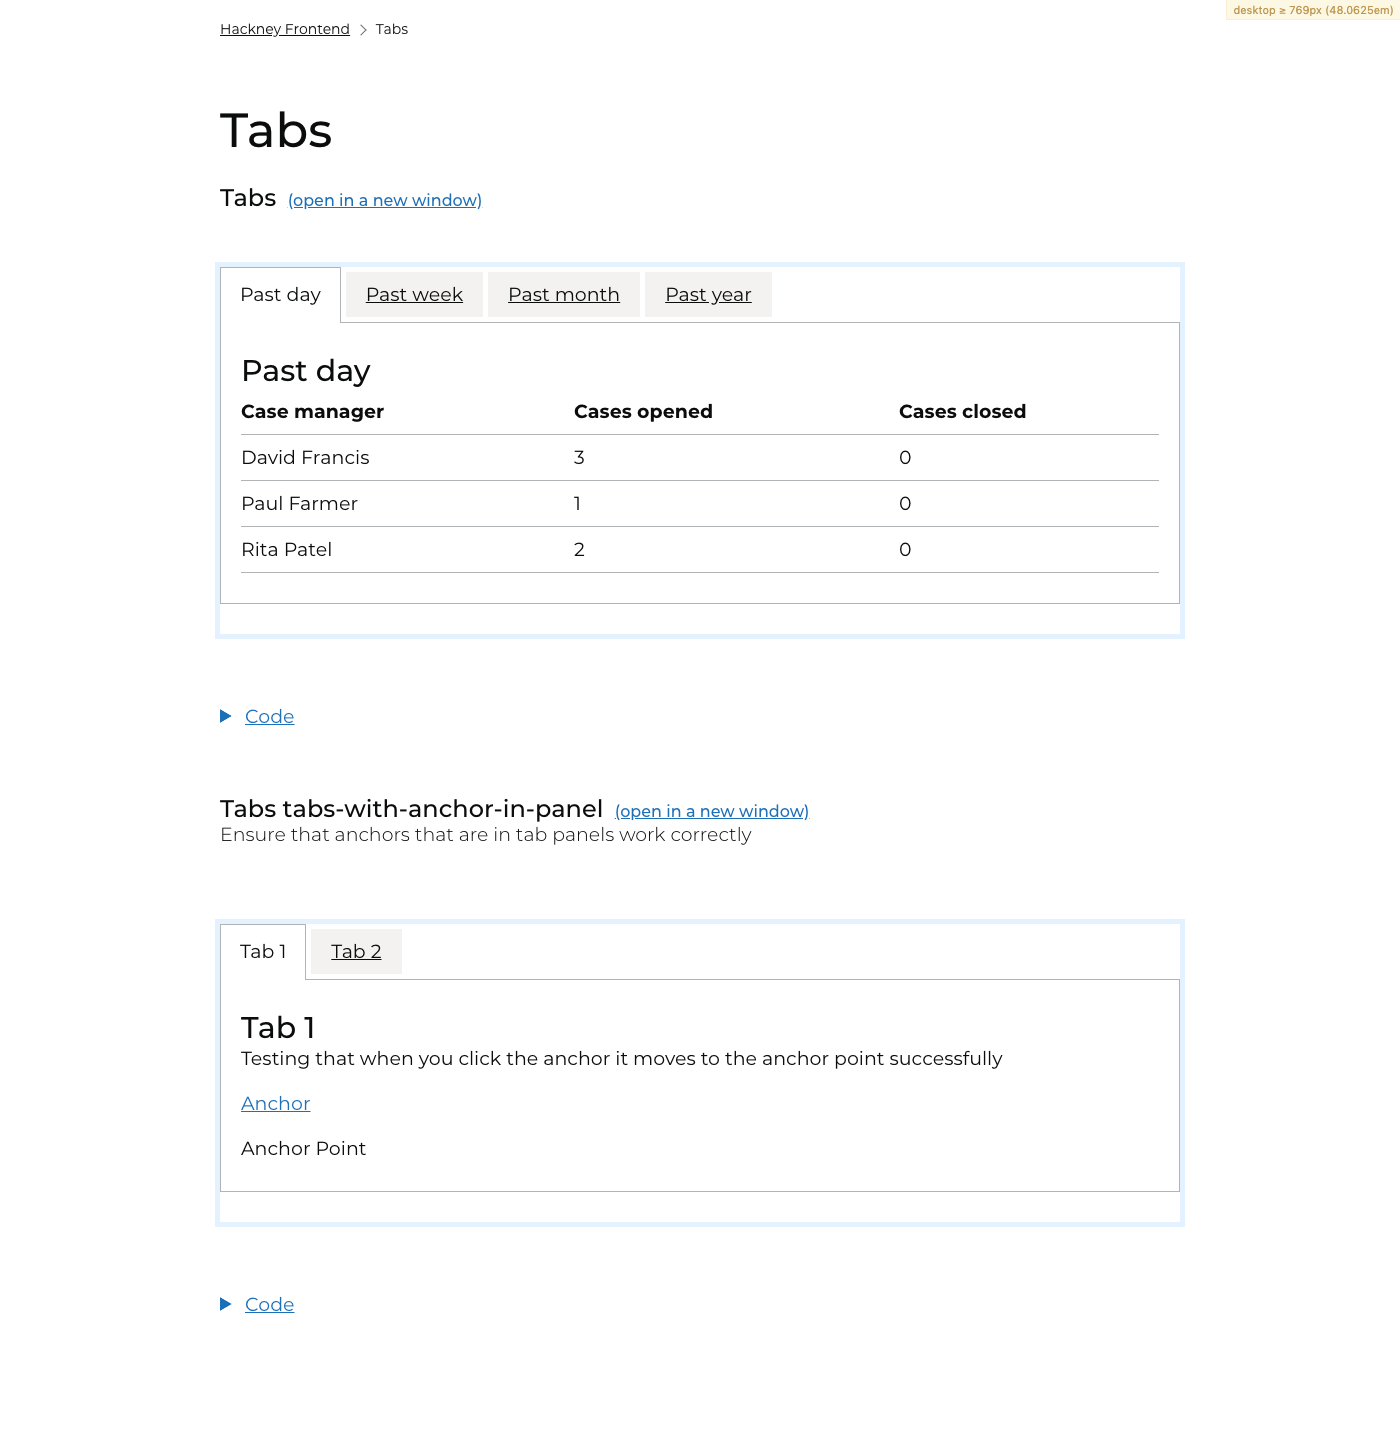 desktop ≥ 769px (48.0625em)
Hackney Frontend > Tabs
Tabs
Tabs (open in a new window)
Past day Past week Past month Past year
Past day
Case manager Cases opened Cases closed
David Francis 3 0
Paul Farmer 1 0
Rita Patel 2 0
Code
Tabs tabs-with-anchor-in-panel (open in a new window)
Ensure that anchors that are in tab panels work correctly
Tab 1 Tab 2
Tab 1
Testing that when you click the anchor it moves to the anchor point successfully
Anchor
Anchor Point
Code